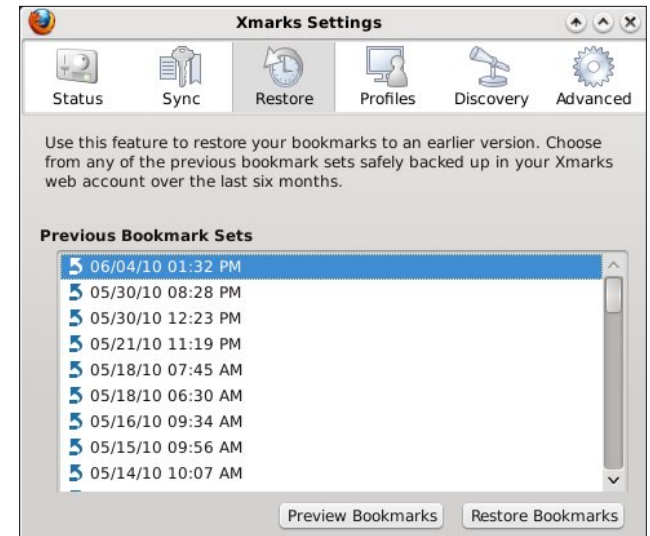 Xmarks Settings
Status Sync Restore Profiles Discovery Advanced
Use this feature to restore your bookmarks to an earlier version. Choose
from any of the previous bookmark sets safely backed up in your Xmarks
web account over the last six months.
Previous Bookmark Sets
06/04/10 01:32 PM
05/30/10 08:28 PM
05/30/10 12:23 PM
05/21/10 11:19 PM
05/18/10 07:45 AM
05/18/10 06:30 AM
05/16/10 09:34 AM
05/15/10 09:56 AM
05/14/10 10:07 AM
Preview Bookmarks Restore Bookmarks